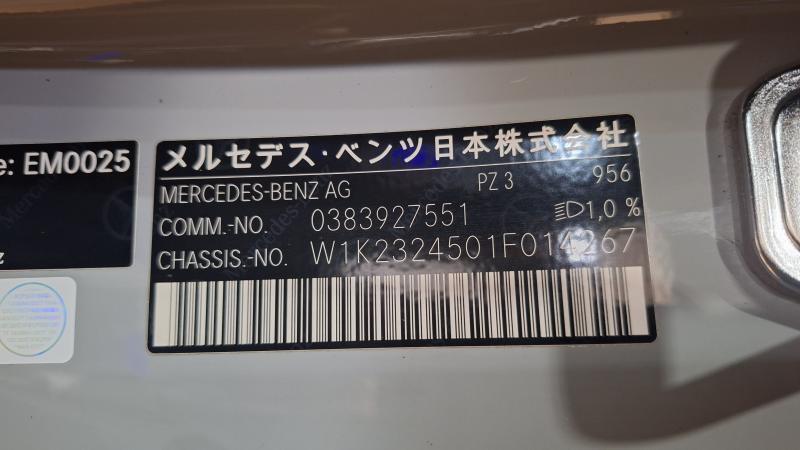 e: EM0025
メルセデス・ベンツ日本株式会社
MERCEDES-BENZ AG PZ 3 956
COMM.-NO. 0383927551 1,0 %
CHASSIS.-NO. W1K2324501F014267
z